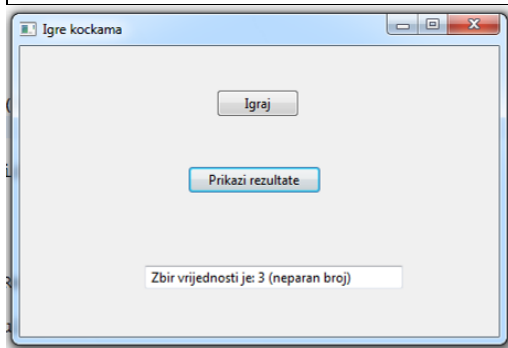 Igre kockama
Igraj
Prikazi rezultate
Zbir vrijednosti je: 3 (neparan broj)